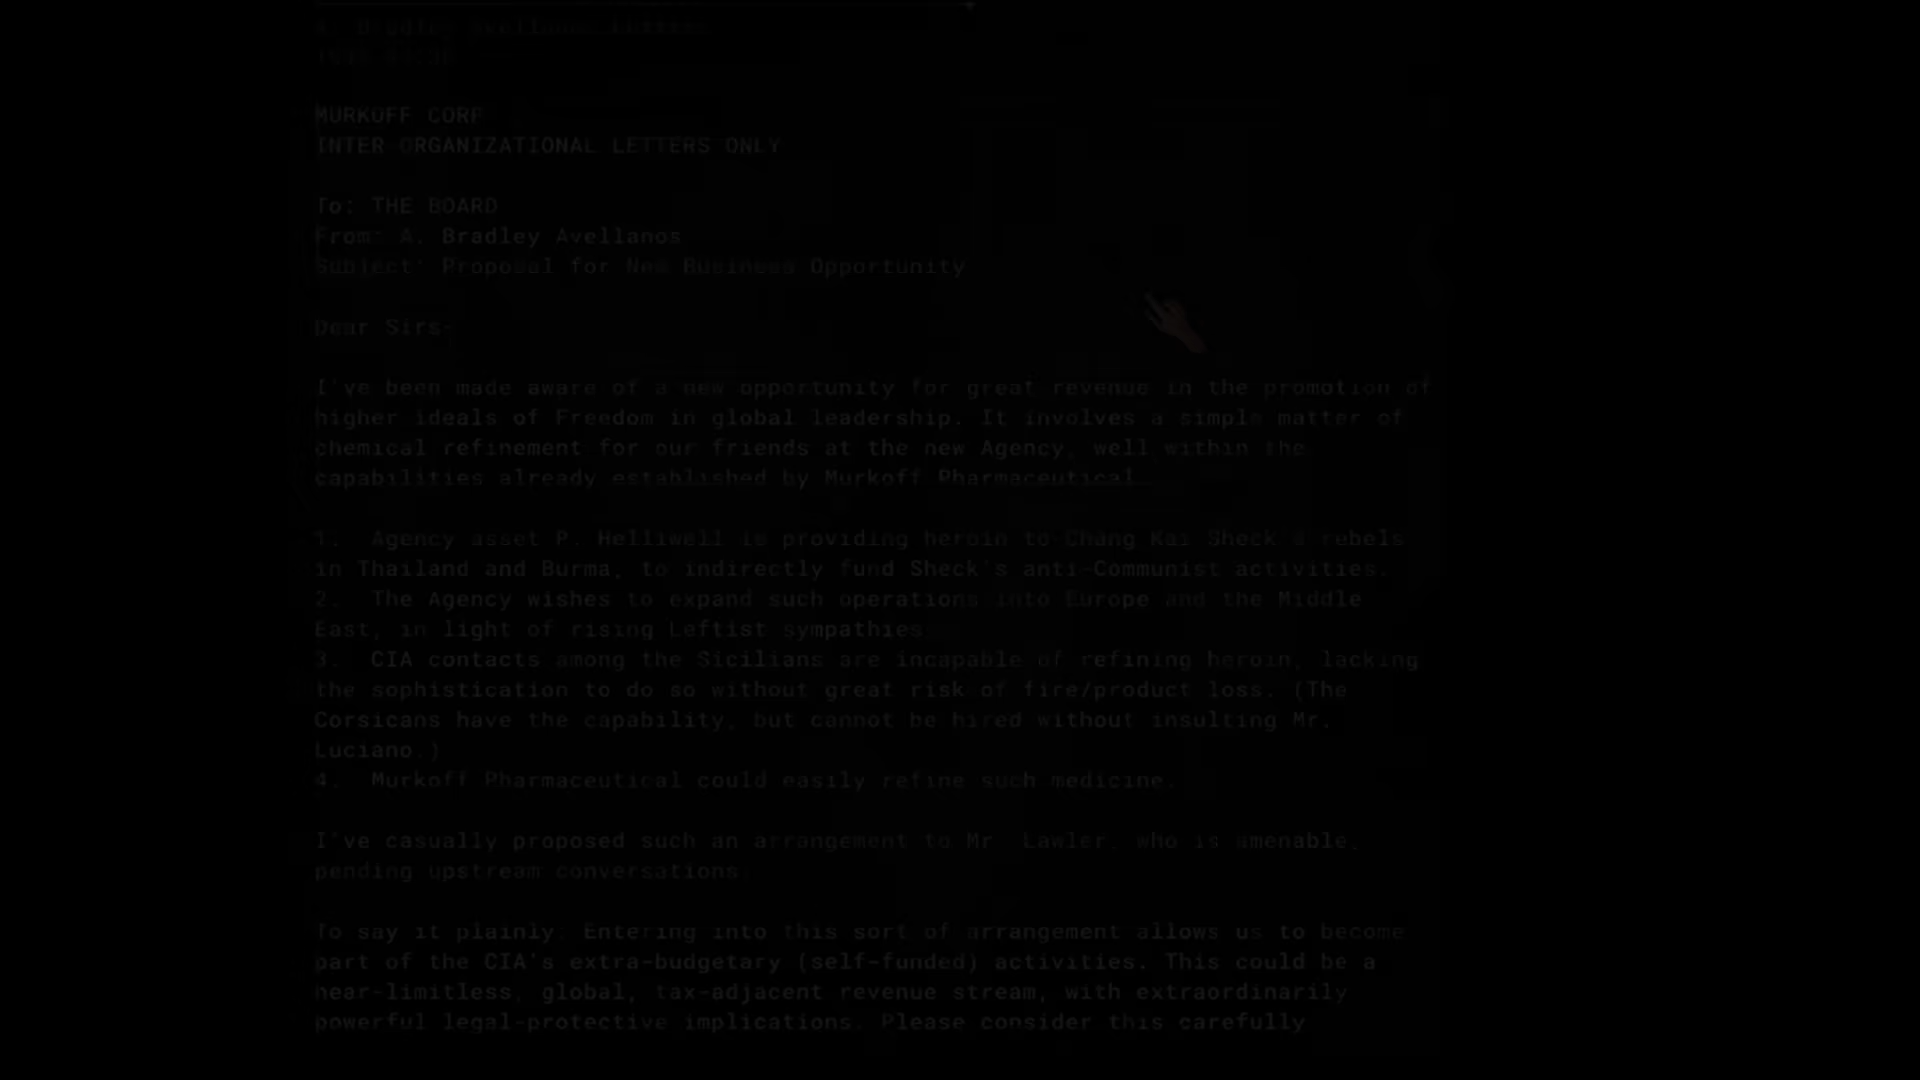 A. Bradley Avellanos Letters
MURKOFF CORP
INTER-ORGANIZATIONAL LETTERS ONLY
To: THE BOARD
From: A. Bradley Avellanos
Subject: Proposal for New Business Opportunity
Dear Sirs-
I've been made aware of a new opportunity for great revenue in the promotion of
higher ideals of Freedom in global leadership. It involves a simple matter of
chemical refinement for our friends at the new Agency, well within the
capabilities already established by Murkoff Pharmaceutical.
1. Agency asset P. Helliwell is providing heroin to Chang Kai Sheck's rebels
in Thailand and Burma, to indirectly fund Sheck's anti-Communist activities.
2. The Agency wishes to expand such operations into Europe and the Middle
East, in light of rising Leftist sympathies.
3. CIA contacts among the Sicilians are incapable of refining heroin, lacking
the sophistication to do so without great risk of fire/product loss. (The
Corsicans have the capability, but cannot be hired without insulting Mr.
Luciano.)
4. Murkoff Pharmaceutical could easily refine such medicine.
I've casually proposed such an arrangement to Mr. Lawler, who is amenable,
pending upstream conversations.
To say it plainly: Entering into this sort of arrangement allows us to become
part of the CIA's extra-budgetary (self-funded) activities. This could be a
near-limitless, global, tax-adjacent revenue stream, with extraordinarily
powerful legal-protective implications. Please consider this carefully